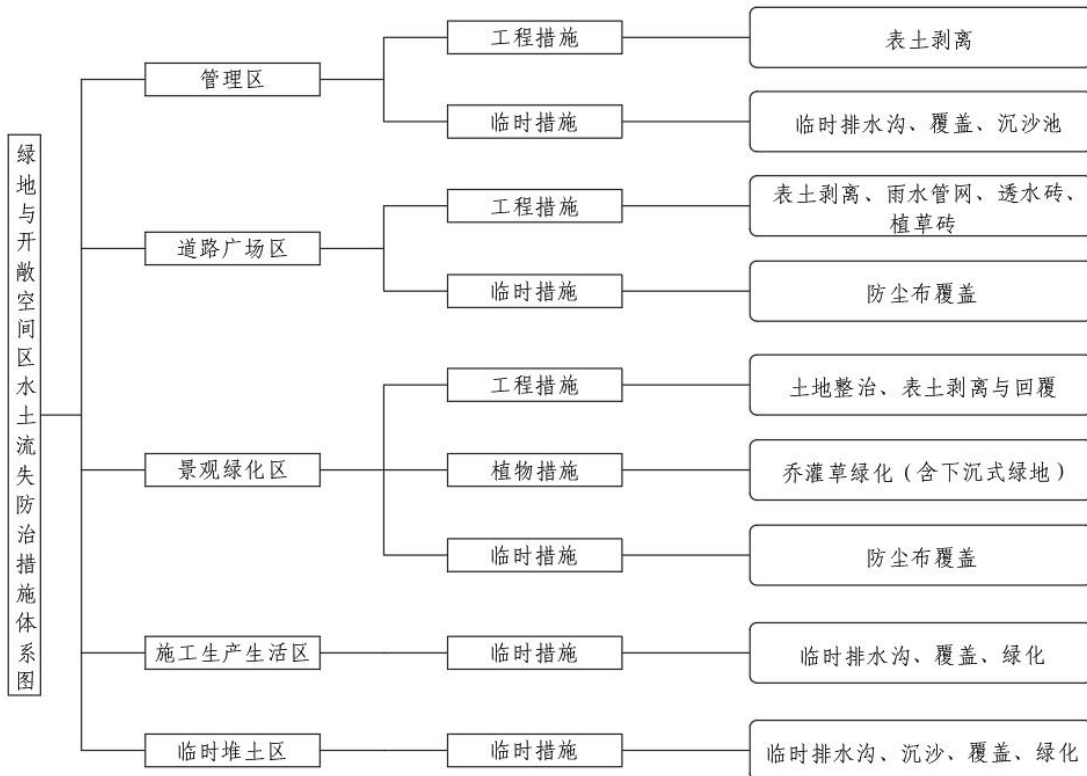 绿地与开敞空间区水土流失防治措施体系图
管理区
工程措施
表土剥离
临时措施
临时排水沟、覆盖、沉沙池
道路广场区
工程措施
表土剥离、雨水管网、透水砖、
植草砖
临时措施
防尘布覆盖
景观绿化区
工程措施
土地整治、表土剥离与回覆
植物措施
乔灌草绿化（含下沉式绿地）
临时措施
防尘布覆盖
施工生产生活区
临时措施
临时排水沟、覆盖、绿化
临时堆土区
临时措施
临时排水沟、沉沙、覆盖、绿化